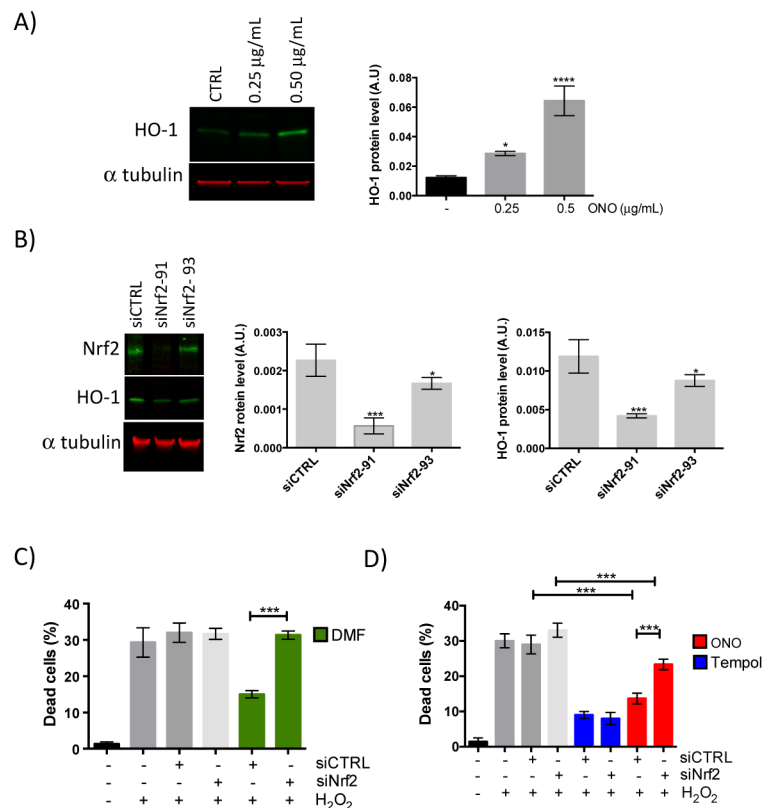 A)
CTRL
0.25 µg/mL
0.50 µg/mL
HO-1
α tubulin
HO-1 protein level (A.U)
0.08
0.06
0.04
0.02
0.00
*
****
-
0.25
0.5
ONO (µg/mL)
B)
siCTRL
siNrf2-91
siNrf2- 93
Nrf2
HO-1
α tubulin
Nrf2 rotein level (A.U.)
0.003
0.002
0.001
0.000
***
*
siCTRL
siNrf2-91
siNrf2-93
HO-1 protein level (A.U.)
0.015
0.010
0.005
0.000
***
*
siCTRL
siNrf2-91
siNrf2-93
C)
Dead cells (%)
40
30
20
10
0
***
DMF
- - + - + - siCTRL
- - - + - + siNrf2
- + + + + + H2O2
D)
Dead cells (%)
40
30
20
10
0
***
***
***
ONO
Tempol
- - + - + - + - siCTRL
- - - + - + - + siNrf2
- + + + + + + + H2O2